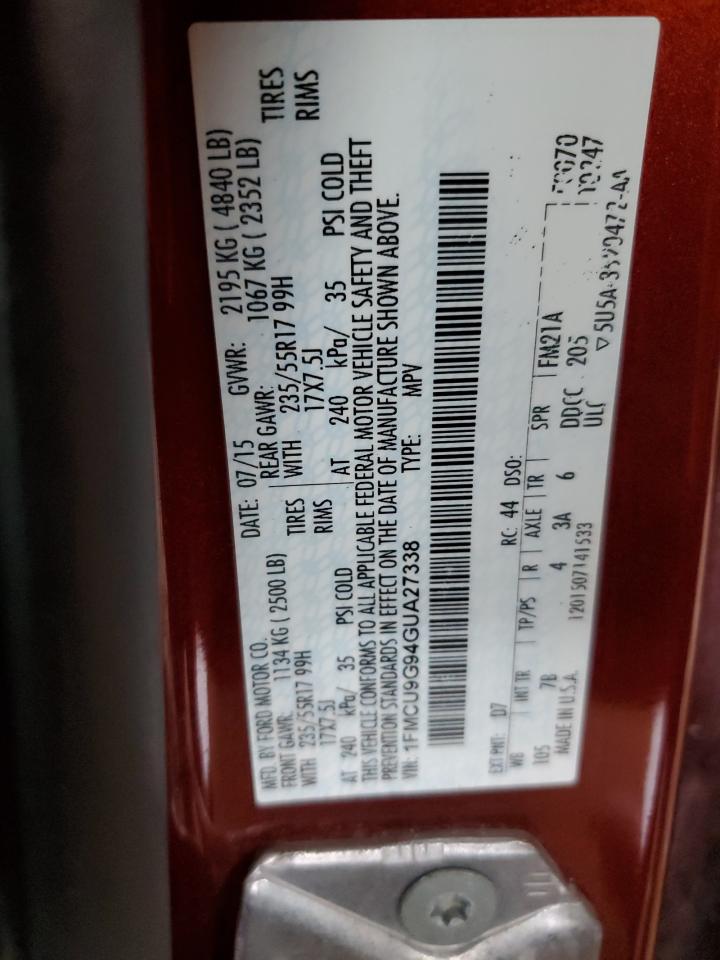 MFD. BY FORD MOTOR CO.
DATE: 07/15 GVWR: 2195 KG ( 4840 LB)
FRONT GAWR: 1134 KG ( 2500 LB) REAR GAWR: 1067 KG ( 2352 LB)
WITH 235/55R17 99H TIRES WITH 235/55R17 99H TIRES
17X7.5J RIMS 17X7.5J RIMS
AT 240 kPa/ 35 PSI COLD AT 240 kPa/ 35 PSI COLD
THIS VEHICLE CONFORMS TO ALL APPLICABLE FEDERAL MOTOR VEHICLE SAFETY AND THEFT
PREVENTION STANDARDS IN EFFECT ON THE DATE OF MANUFACTURE SHOWN ABOVE.
VIN: 1FMCU9G94GUA27338 TYPE: MPV
EXT PNT: D7 RC: 44 DSO:
WB INT TR TP/PS R AXLE TR SPR FM21A
105 7B 4 3A 6 DDCC 205
MADE IN U.S.A. 1201507141533 ULC